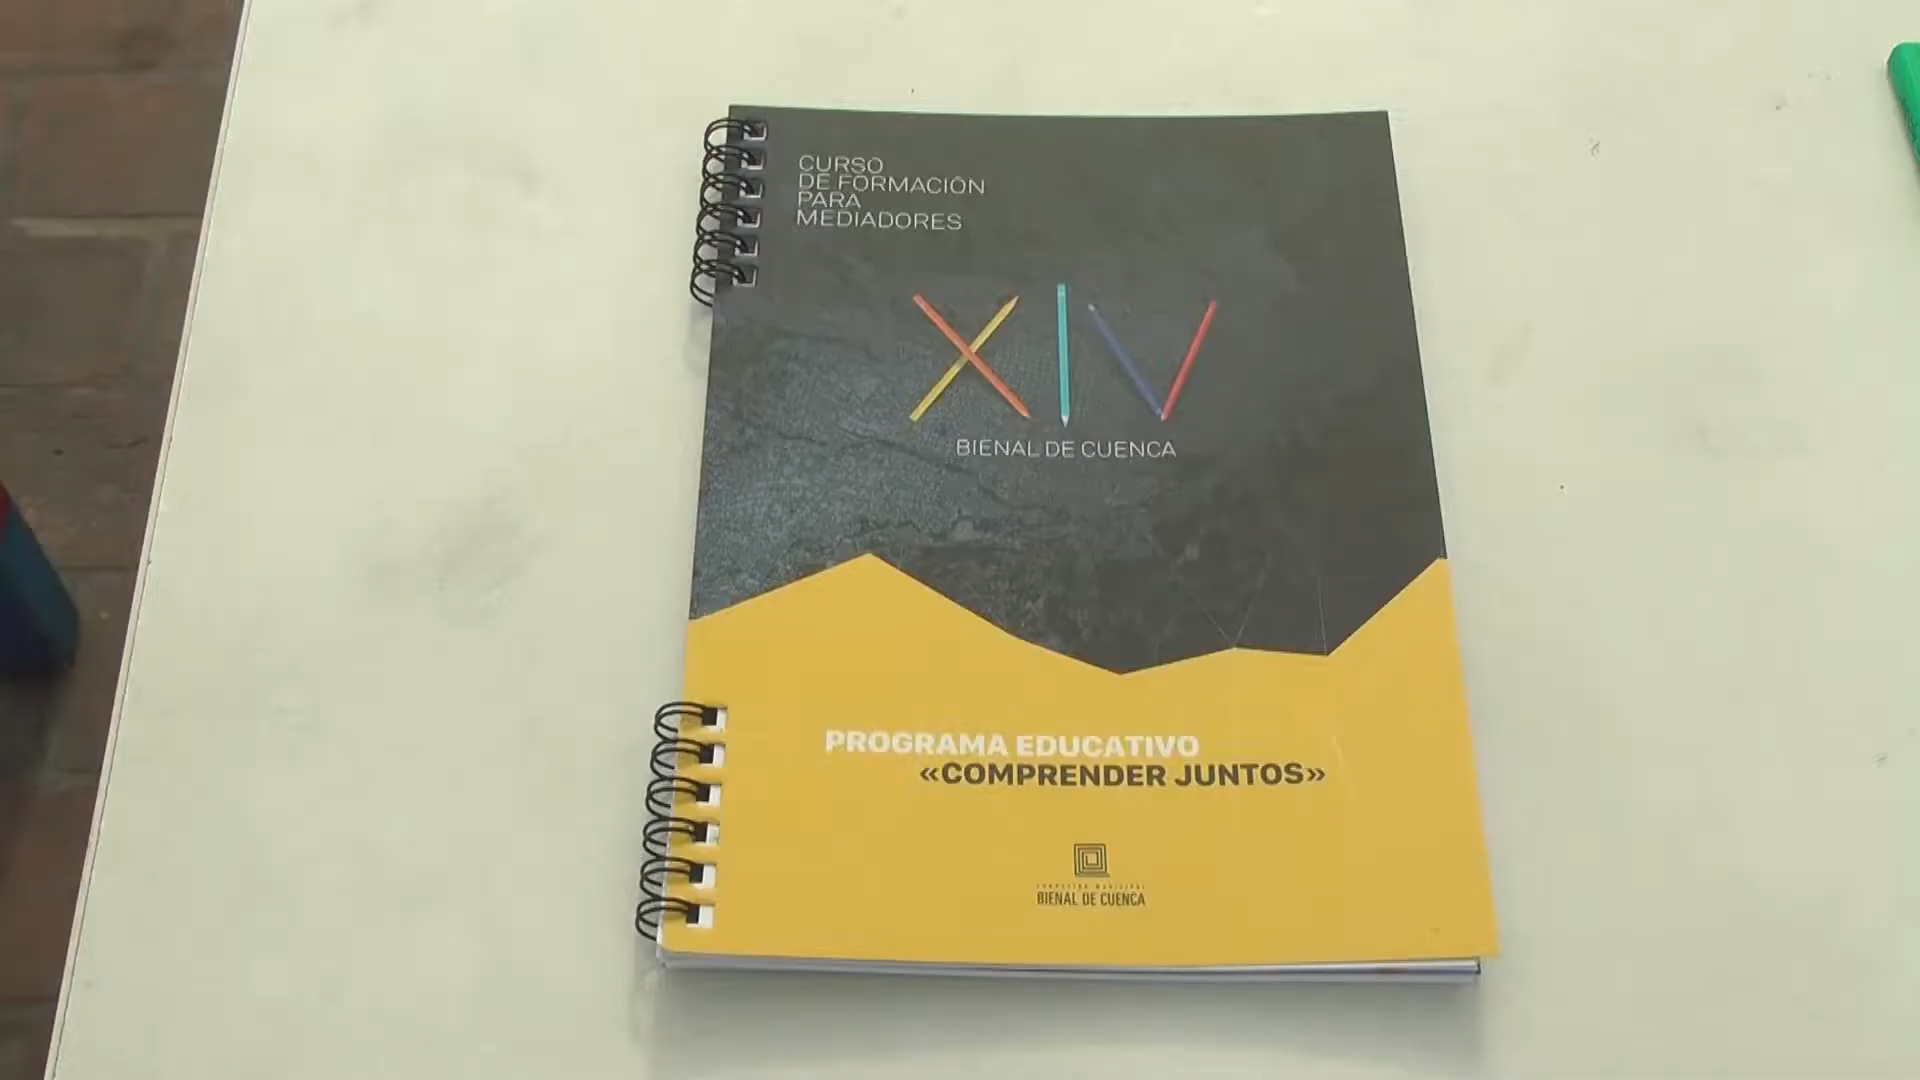 CURSO
DE FORMACIÓN
PARA
MEDIADORES
XIV
BIENAL DE CUENCA
PROGRAMA EDUCATIVO
«COMPRENDER JUNTOS»
BIENAL DE CUENCA